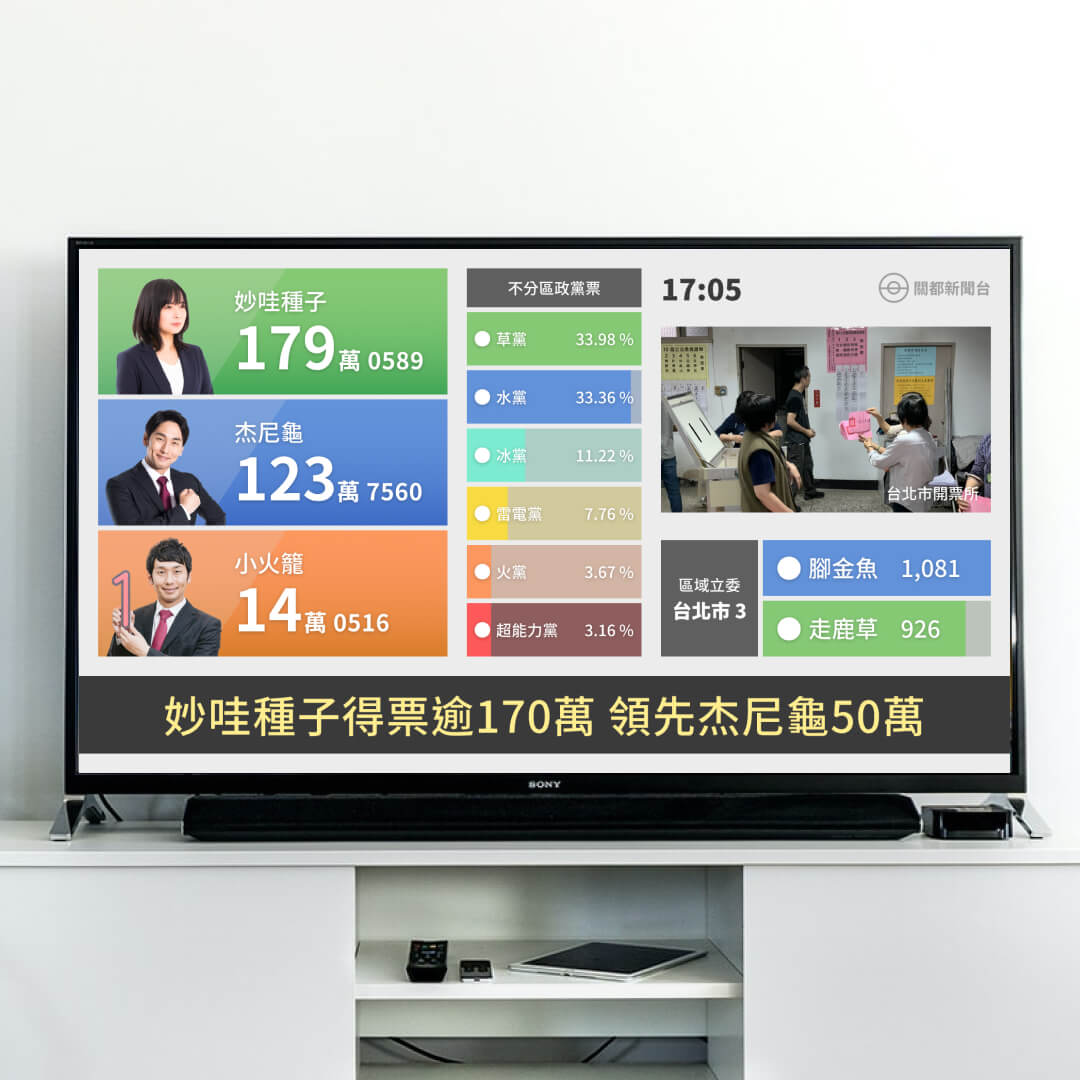 妙哇種子
179萬 0589
杰尼龜
123萬 7560
小火籠
14萬 0516
不分區政黨票
草黨 33.98 %
水黨 33.36 %
冰黨 11.22 %
雷電黨 7.76 %
火黨 3.67 %
超能力黨 3.16 %
17:05
關都新聞台
台北市開票所
區域立委
台北市 3
腳金魚 1,081
走鹿草 926
妙哇種子得票逾170萬 領先杰尼龜50萬
SONY